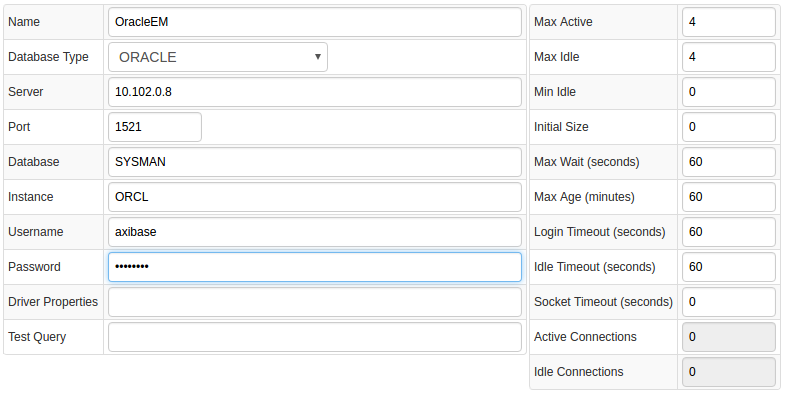 Name OracleEM
Database Type ORACLE
Server 10.102.0.8
Port 1521
Database SYSMAN
Instance ORCL
Username axibase
Password ••••••••
Driver Properties
Test Query
Max Active 4
Max Idle 4
Min Idle 0
Initial Size 0
Max Wait (seconds) 60
Max Age (minutes) 60
Login Timeout (seconds) 60
Idle Timeout (seconds) 60
Socket Timeout (seconds) 0
Active Connections 0
Idle Connections 0